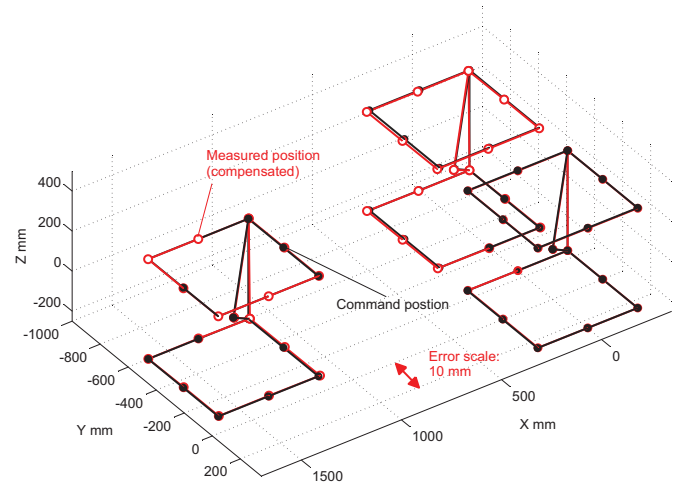 Measured position
(compensated)
400
200
0
-200
Z mm
-1000
-800
-600
-400
-200
0
200
Y mm
Command postion
Error scale:
10 mm
0
500
1000
1500
X mm